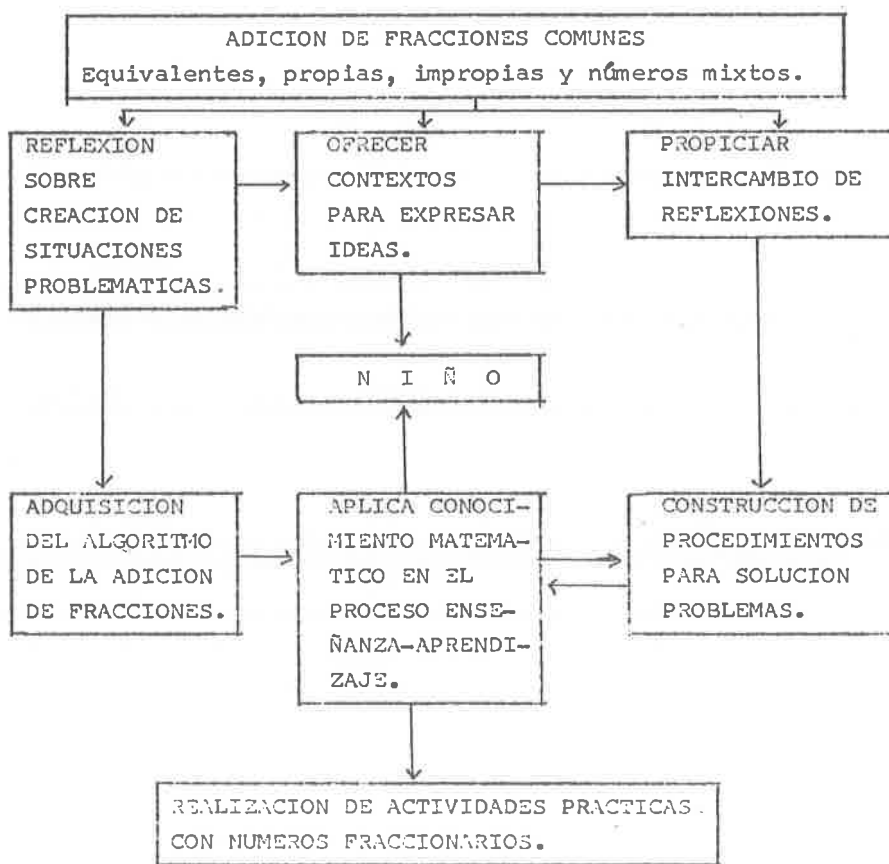 ADICION DE FRACCIONES COMUNES
Equivalentes, propias, impropias y números mixtos.
REFLEXION
SOBRE
CREACION DE
SITUACIONES
PROBLEMATICAS.
OFRECER
CONTEXTOS
PARA EXPRESAR
IDEAS.
PROPICIAR
INTERCAMBIO DE
REFLEXIONES.
N I Ñ O
ADQUISICION
DEL ALGORITMO
DE LA ADICION
DE FRACCIONES.
APLICA CONOCI-
MIENTO MATEMA-
TICO EN EL
PROCESO ENSE-
ÑANZA-APRENDI-
ZAJE.
CONSTRUCCION DE
PROCEDIMIENTOS
PARA SOLUCION
PROBLEMAS.
REALIZACION DE ACTIVIDADES PRACTICAS.
CON NUMEROS FRACCIONARIOS.